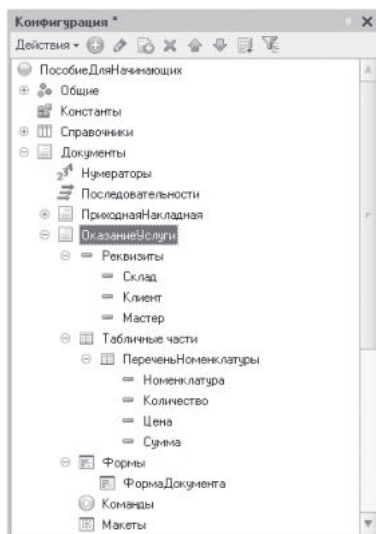 Конфигурация *
Действия
ПособиеДляНачинающих
Общие
Константы
Справочники
Документы
Нумераторы
Последовательности
ПриходнаяНакладная
ОказаниеУслуги
Реквизиты
Склад
Клиент
Мастер
Табличные части
ПереченьНоменклатуры
Номенклатура
Количество
Цена
Сумма
Формы
ФормаДокумента
Команды
Макеты